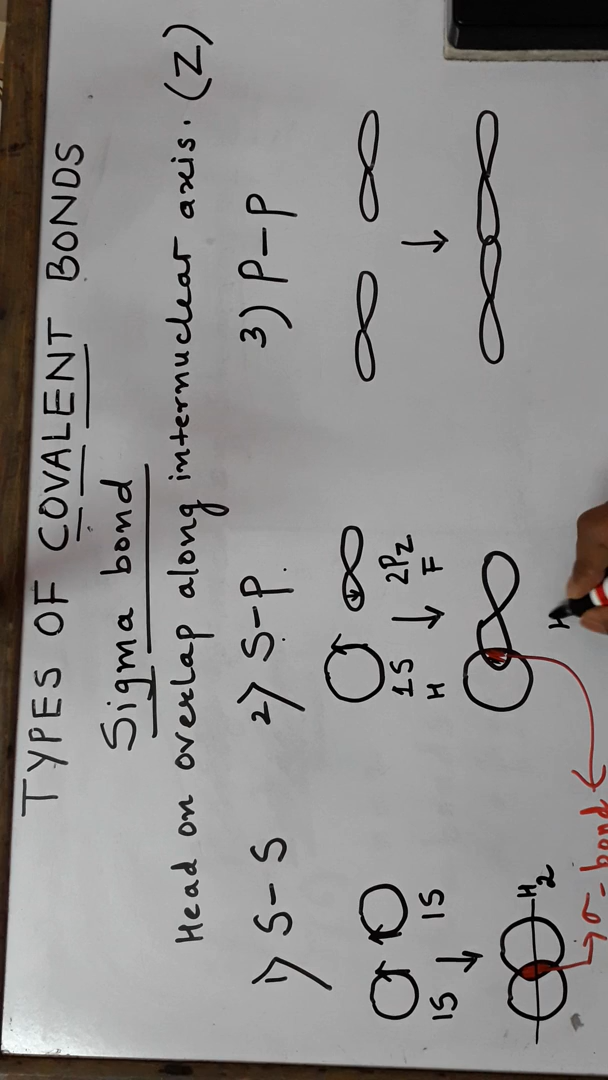 TYPES OF COVALENT BONDS
Sigma bond
Head on overlap along internuclear axis. (Z)
1) S-S
1S 1S
↓
H2
2) S-P.
1S 2Pz
H F
↓
H
3) P-P
↓
σ-bond